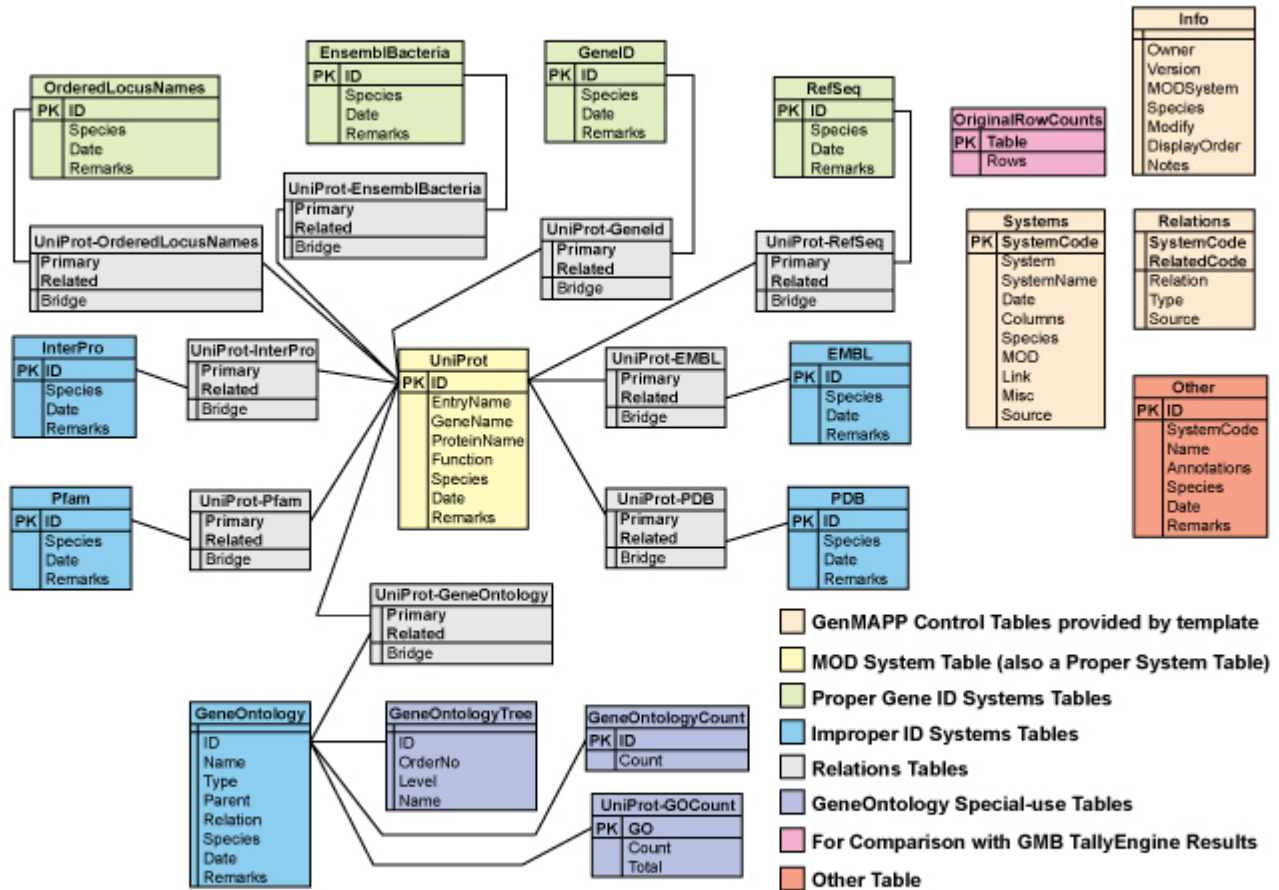 OrderedLocusNames
PK ID
Species
Date
Remarks
EnsemblBacteria
PK ID
Species
Date
Remarks
GeneID
PK ID
Species
Date
Remarks
RefSeq
PK ID
Species
Date
Remarks
OriginalRowCounts
PK Table
Rows
Info
Owner
Version
MODSystem
Species
Modify
DisplayOrder
Notes
UniProt-OrderedLocusNames
Primary
Related
Bridge
UniProt-EnsemblBacteria
Primary
Related
Bridge
UniProt-GeneId
Primary
Related
Bridge
UniProt-RefSeq
Primary
Related
Bridge
Systems
PK SystemCode
System
SystemName
Date
Columns
Species
MOD
Link
Misc
Source
Relations
SystemCode
RelatedCode
Relation
Type
Source
InterPro
PK ID
Species
Date
Remarks
UniProt-InterPro
Primary
Related
Bridge
UniProt
PK ID
EntryName
GeneName
ProteinName
Function
Species
Date
Remarks
UniProt-EMBL
Primary
Related
Bridge
EMBL
PK ID
Species
Date
Remarks
Other
PK ID
SystemCode
Name
Annotations
Species
Date
Remarks
Pfam
PK ID
Species
Date
Remarks
UniProt-Pfam
Primary
Related
Bridge
UniProt-PDB
Primary
Related
Bridge
PDB
PK ID
Species
Date
Remarks
UniProt-GeneOntology
Primary
Related
Bridge
GeneOntology
ID
Name
Type
Parent
Relation
Species
Date
Remarks
GeneOntologyTree
ID
OrderNo
Level
Name
GeneOntologyCount
PK ID
Count
UniProt-GOCount
PK GO
Count
Total
GenMAPP Control Tables provided by template
MOD System Table (also a Proper System Table)
Proper Gene ID Systems Tables
Improper ID Systems Tables
Relations Tables
GeneOntology Special-use Tables
For Comparison with GMB TallyEngine Results
Other Table